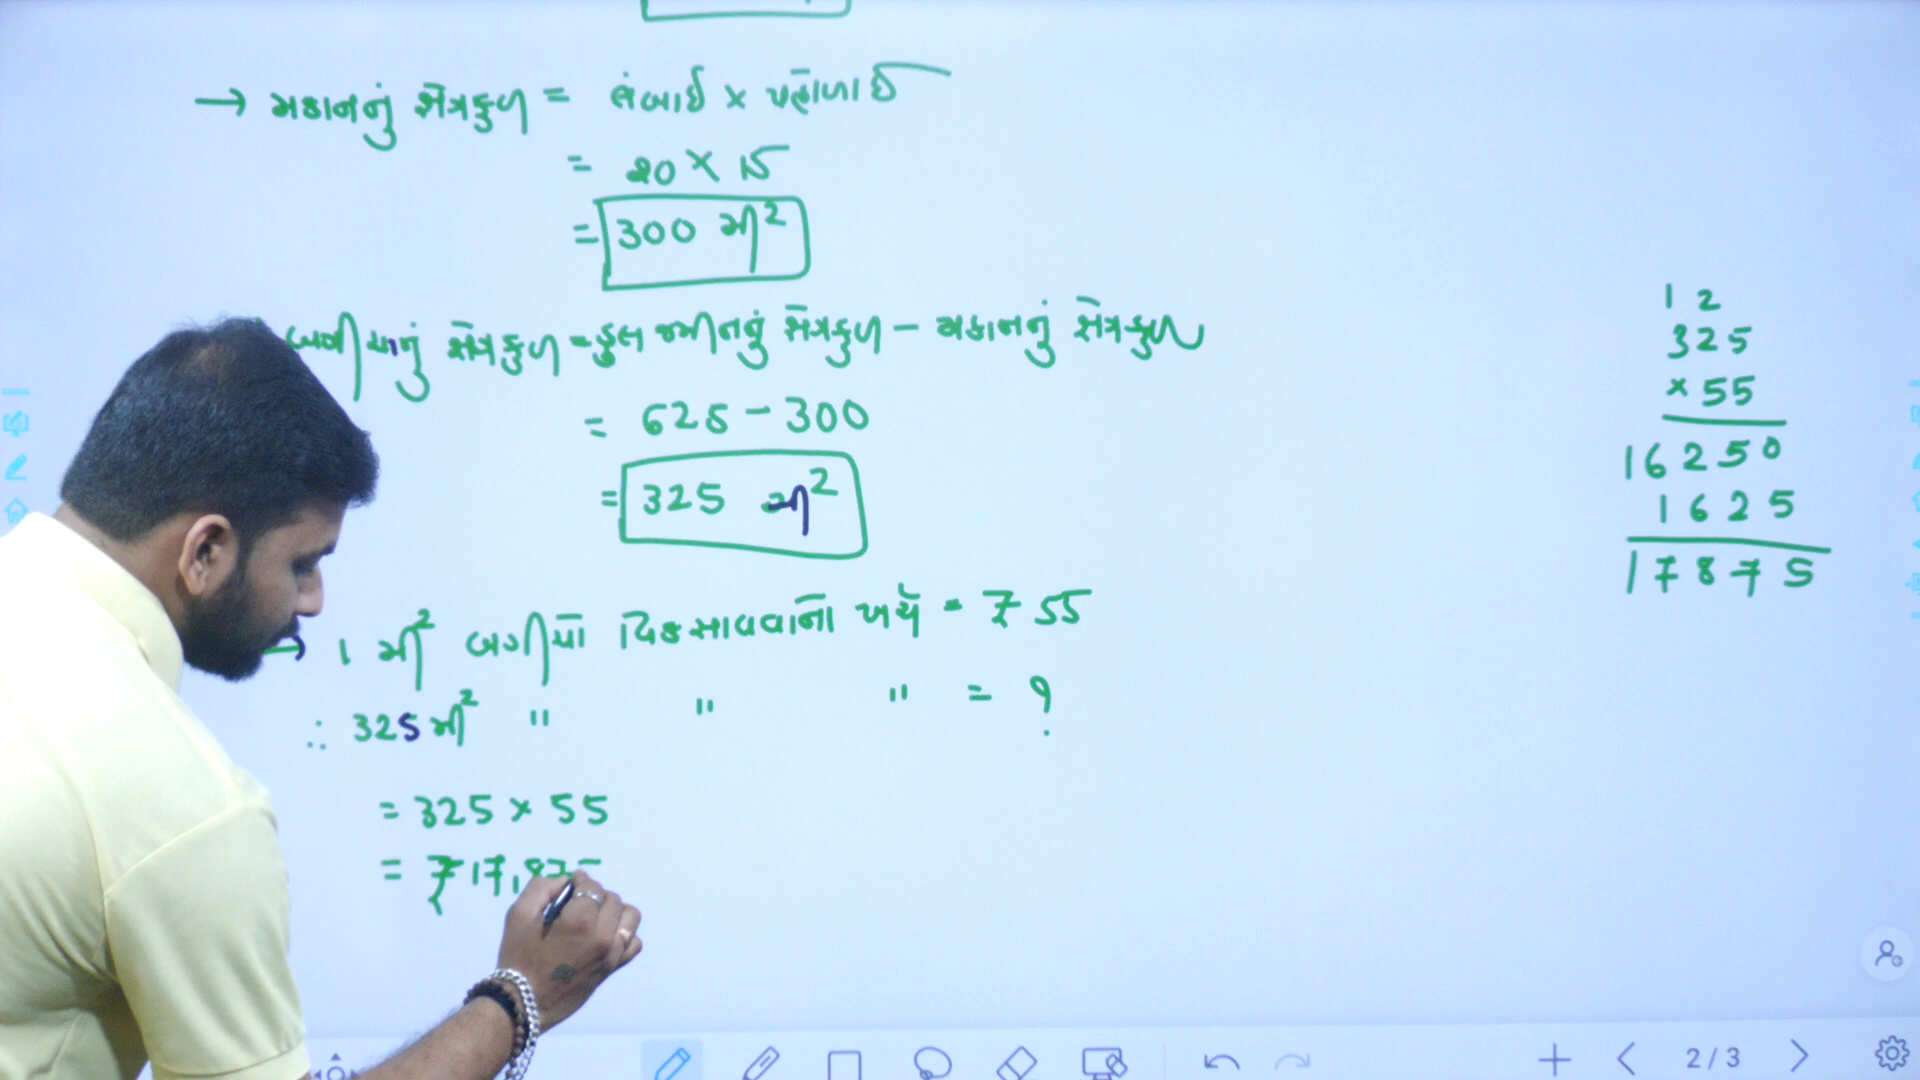 → મકાનનું ક્ષેત્રફળ = લંબાઈ × પહોળાઈ
= 20 × 15
= 300 મી²
બગીચાનું ક્ષેત્રફળ = કુલ જમીનનું ક્ષેત્રફળ - મકાનનું ક્ષેત્રફળ
= 625 - 300
= 325 મી²
→ 1 મી² બગીચો વિકસાવવાનો ખર્ચ = ₹ 55
∴ 325 મી² " " " = ?
= 325 × 55
= ₹ 17,875
1 2
325
× 55
16250
1625
17875
2/3